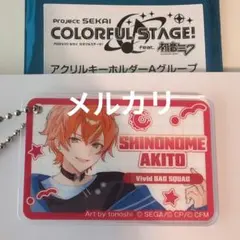 Project SEKAI
COLORFUL STAGE!
feat.初音ミク
アクリルキーホルダーAグループ
メルカリ
SHINONOME
AKITO
Vivid BAD SQUAD
Art by tanoshi © SEGA/© CP/© CFM